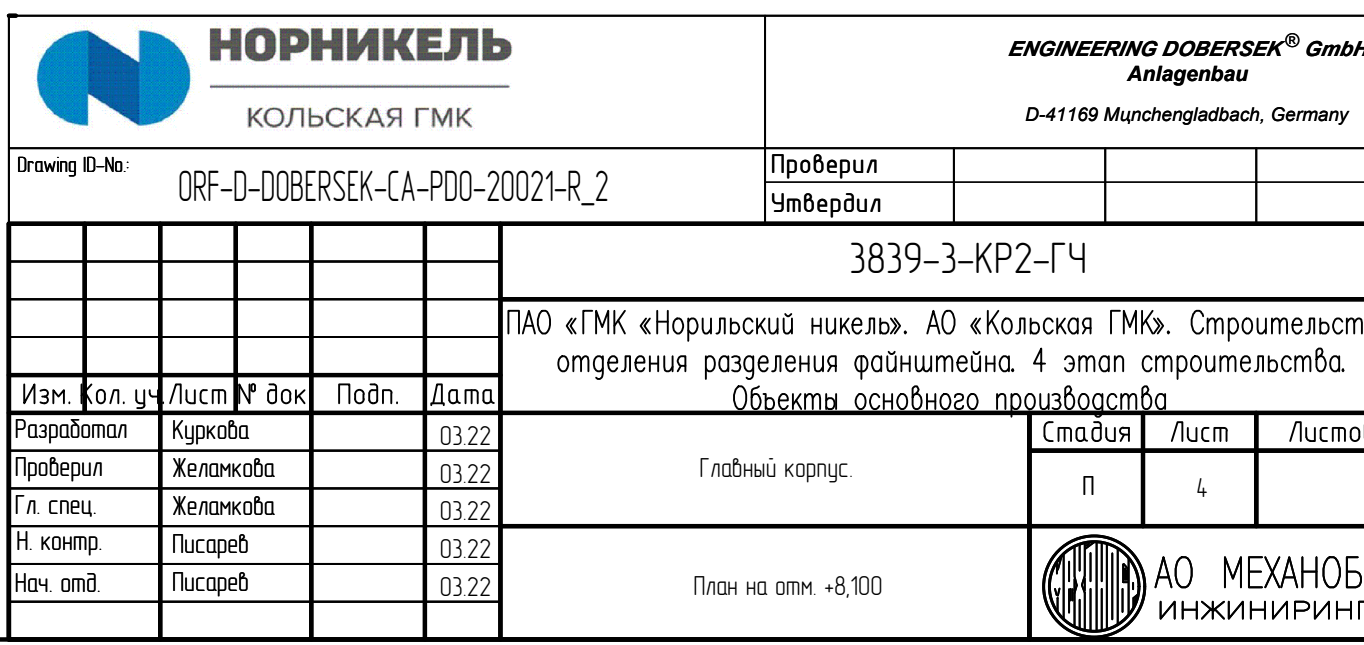 НОРНИКЕЛЬ
КОЛЬСКАЯ ГМК
ENGINEERING DOBERSEK® GmbH
Anlagenbau
D-41169 Mцnchengladbach, Germany
Drawing ID-No.:
ORF-D-DOBERSEK-CA-PDO-20021-R_2
Проверил
Утвердил
3839-3-КР2-ГЧ
ПАО «ГМК «Норильский никель». АО «Кольская ГМК». Строительст
отделения разделения файнштейна. 4 этап строительства.
Объекты основного производства
Изм. Кол. уч Лист № док Подп. Дата
Разработал Куркова 03.22
Проверил Желамкова 03.22
Гл. спец. Желамкова 03.22
Н. контр. Писарев 03.22
Нач. отд. Писарев 03.22
Главный корпус.
Стадия Лист Листов
П 4
План на отм. +8,100
АО МЕХАНОБ
ИНЖИНИРИНГ